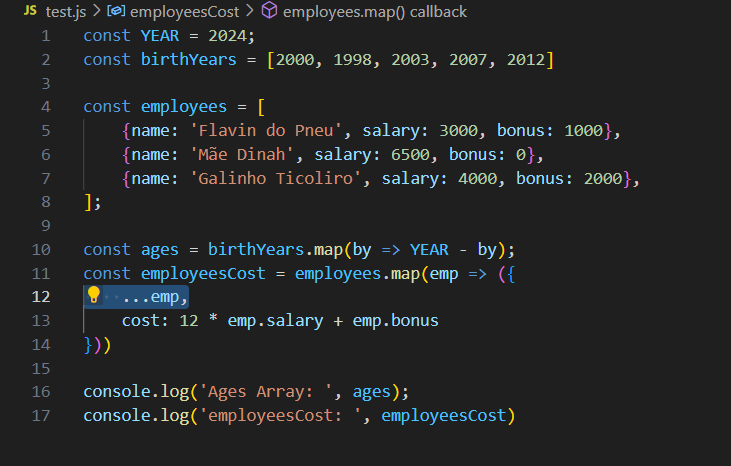 JS test.js > employeesCost > employees.map() callback
1 const YEAR = 2024;
2 const birthYears = [2000, 1998, 2003, 2007, 2012]
3
4 const employees = [
5 {name: 'Flavin do Pneu', salary: 3000, bonus: 1000},
6 {name: 'Mãe Dinah', salary: 6500, bonus: 0},
7 {name: 'Galinho Ticoliro', salary: 4000, bonus: 2000},
8 ];
9
10 const ages = birthYears.map(by => YEAR - by);
11 const employeesCost = employees.map(emp => ({
12 ...emp,
13 cost: 12 * emp.salary + emp.bonus
14 }))
15
16 console.log('Ages Array: ', ages);
17 console.log('employeesCost: ', employeesCost)